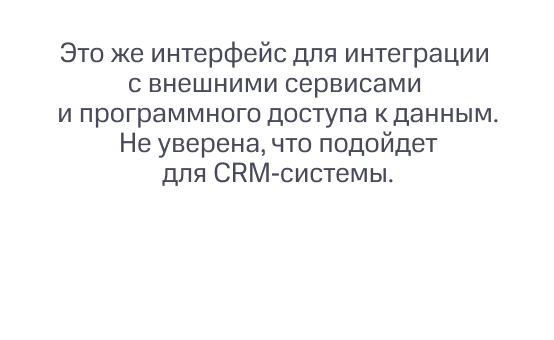 Это же интерфейс для интеграции
с внешними сервисами
и программного доступа к данным.
Не уверена, что подойдет
для CRM-системы.